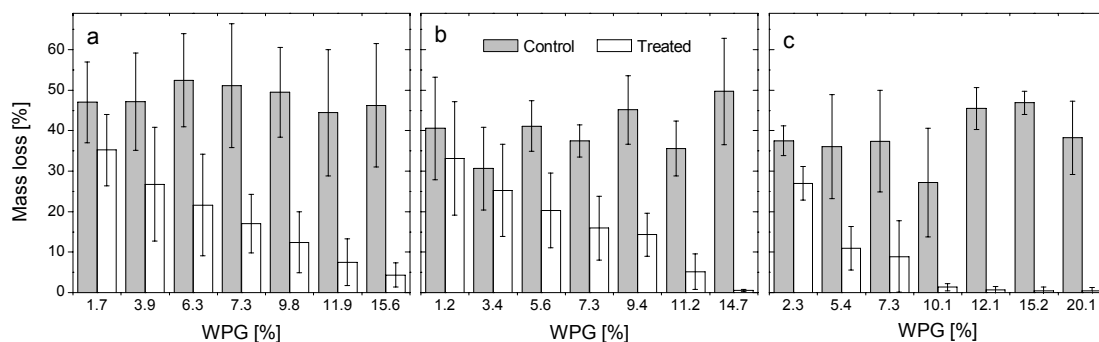 a
b
c
Control
Treated
Mass loss [%]
60
50
40
30
20
10
0
1.7 3.9 6.3 7.3 9.8 11.9 15.6
1.2 3.4 5.6 7.3 9.4 11.2 14.7
2.3 5.4 7.3 10.1 12.1 15.2 20.1
WPG [%]
WPG [%]
WPG [%]